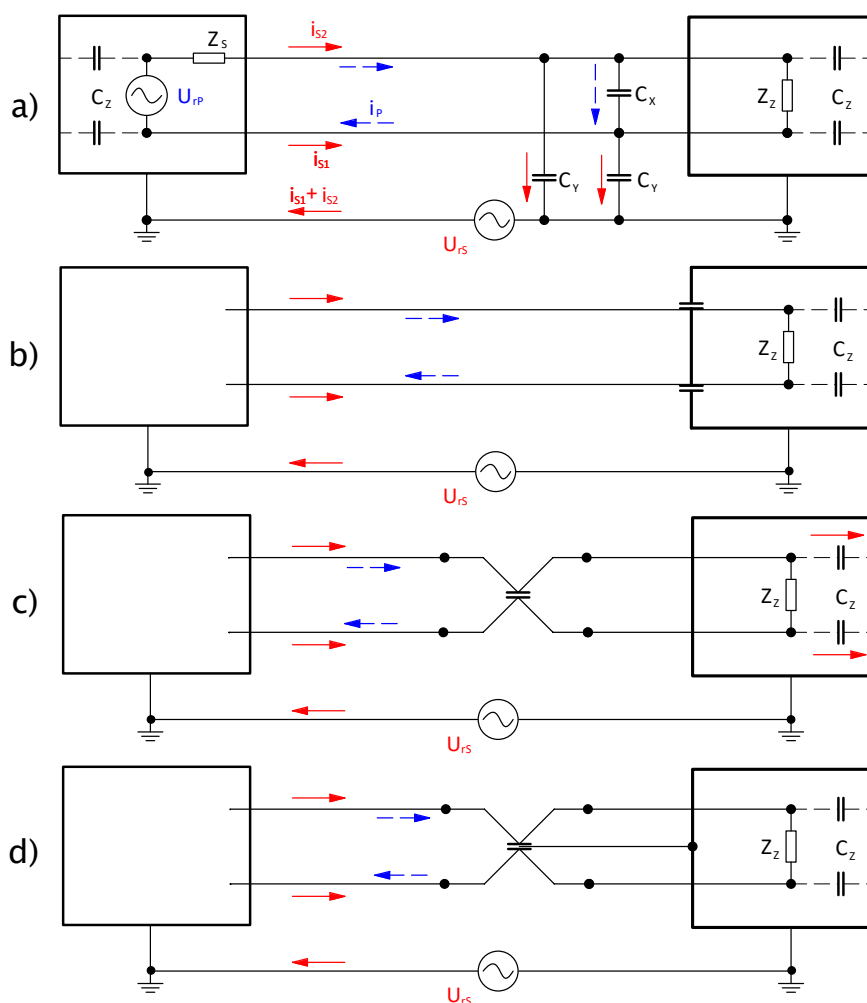 Z_S i_S2
a) C_Z U_rP i_P C_X Z_Z C_Z
i_S1
i_S1+ i_S2 C_Y C_Y
U_rS
b) Z_Z C_Z
U_rS
c) Z_Z C_Z
U_rS
d) Z_Z C_Z
U_rS